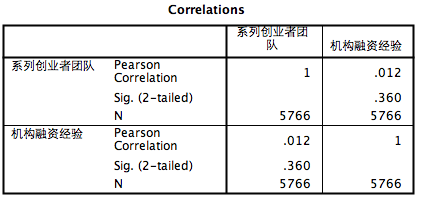 Correlations
系列创业者团
队 机构融资经验
系列创业者团队 Pearson 1 .012
Correlation
Sig. (2-tailed) .360
N 5766 5766
机构融资经验 Pearson .012 1
Correlation
Sig. (2-tailed) .360
N 5766 5766